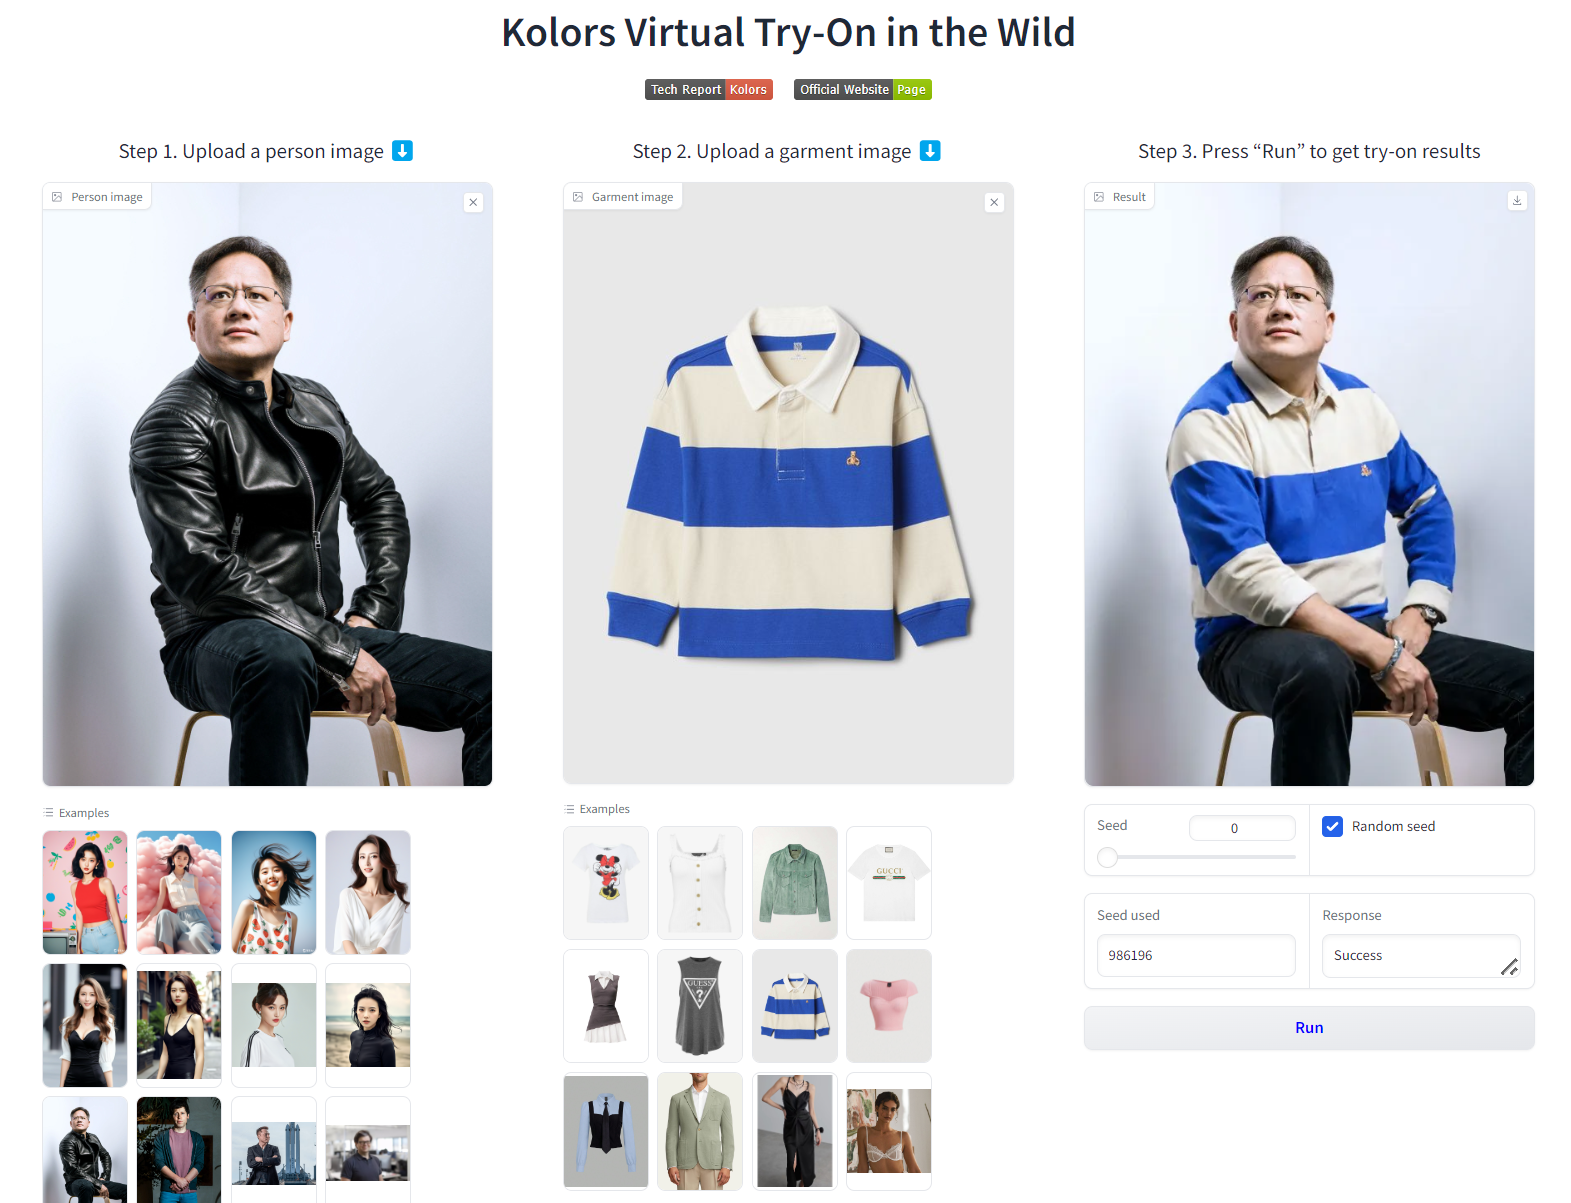 Kolors Virtual Try-On in the Wild
Tech Report Kolors
Official Website Page
Step 1. Upload a person image
Step 2. Upload a garment image
Step 3. Press “Run” to get try-on results
Person image
Garment image
Result
Examples
Examples
GUCCI
GUESS
?
Seed
0
Random seed
Seed used
986196
Response
Success
Run